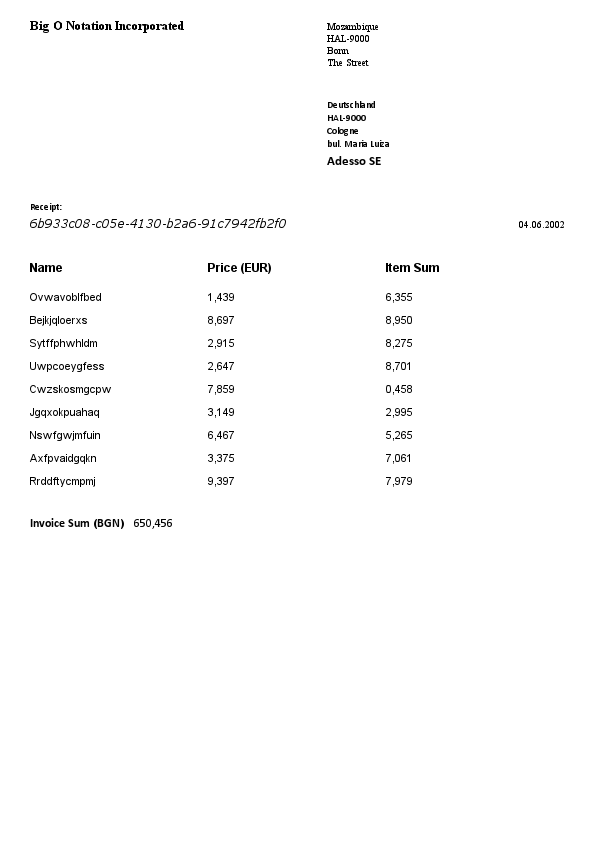 Big O Notation Incorporated
Mozambique
HAL-9000
Bonn
The Street
Deutschland
HAL-9000
Cologne
bul. Maria Luiza
Adesso SE
Receipt:
6b933c08-c05e-4130-b2a6-91c7942fb2f0 04.06.2002
Name Price (EUR) Item Sum
Ovwavoblfbed 1,439 6,355
Bejkjqloerxs 8,697 8,950
Sytffphwhldm 2,915 8,275
Uwpcoeygfess 2,647 8,701
Cwzskosmgcpw 7,859 0,458
Jgqxokpuahaq 3,149 2,995
Nswfgwjmfuin 6,467 5,265
Axfpvaidgqkn 3,375 7,061
Rrddftycmpmj 9,397 7,979
Invoice Sum (BGN) 650,456